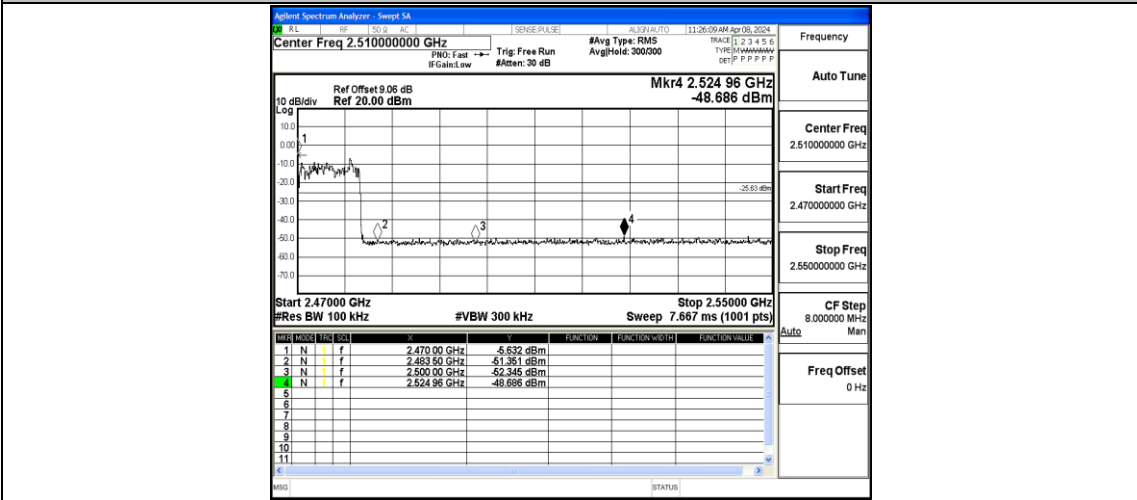 Agilent Spectrum Analyzer - Swept SA
RL RF 50 Ω AC SENSE:PULSE ALIGN AUTO 11:26:09 AM Apr 08, 2024
Center Freq 2.510000000 GHz
PNO: Fast
IFGain:Low
Trig: Free Run
#Atten: 30 dB
#Avg Type: RMS
Avg|Hold: 300/300
TRACE 1 2 3 4 5 6
TYPE MWWWWW
DET P P P P P P
Mkr4 2.524 96 GHz
-48.686 dBm
Ref Offset 9.06 dB
10 dB/div Ref 20.00 dBm
Log
10.0
0.00
-10.0
-20.0
-30.0
-40.0
-50.0
-60.0
-70.0
1
2
3
4
-25.63 dBm
Start 2.47000 GHz Stop 2.55000 GHz
#Res BW 100 kHz #VBW 300 kHz Sweep 7.667 ms (1001 pts)
MKR MODE TRC SCL X Y FUNCTION FUNCTION WIDTH FUNCTION VALUE
1 N 1 f 2.470 00 GHz -5.632 dBm
2 N 1 f 2.483 50 GHz -51.351 dBm
3 N 1 f 2.500 00 GHz -52.345 dBm
4 N 1 f 2.524 96 GHz -48.686 dBm
5
6
7
8
9
10
11
MSG STATUS
Frequency
Auto Tune
Center Freq
2.510000000 GHz
Start Freq
2.470000000 GHz
Stop Freq
2.550000000 GHz
CF Step
8.000000 MHz
Auto Man
Freq Offset
0 Hz